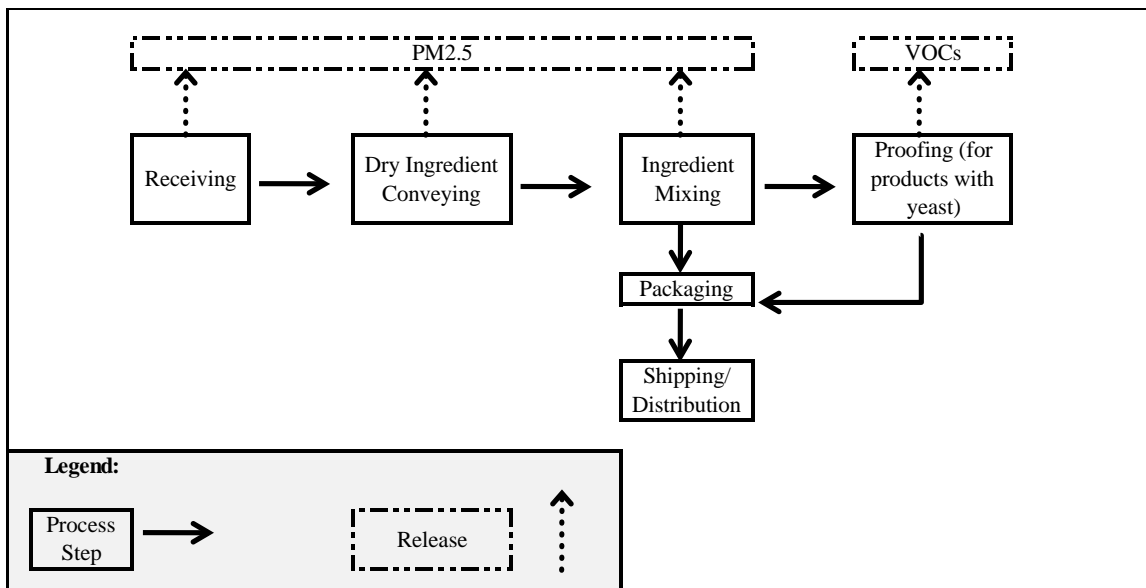 PM2.5
VOCs
Receiving
Dry Ingredient
Conveying
Ingredient
Mixing
Proofing (for
products with
yeast)
Packaging
Shipping/
Distribution
Legend:
Process
Step
Release